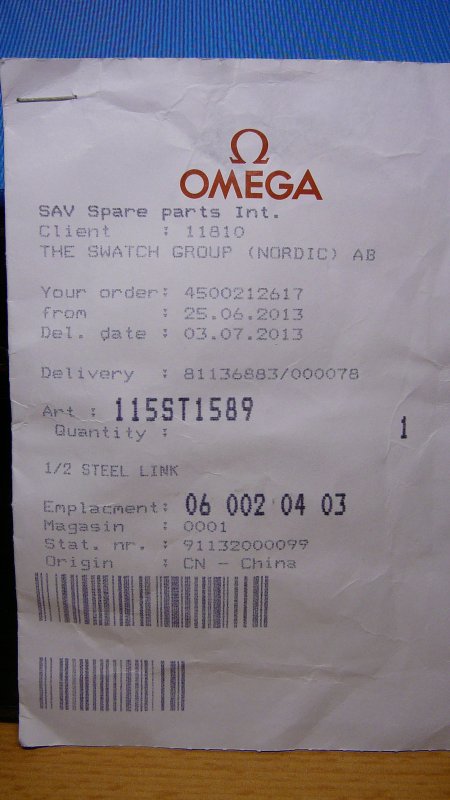 Ω
OMEGA
SAV Spare parts Int.
Client : 11810
THE SWATCH GROUP (NORDIC) AB
Your order: 4500212617
from : 25.06.2013
Del. date : 03.07.2013
Delivery : 81136883/000078
Art : 115ST1589
Quantity : 1
1/2 STEEL LINK
Emplacment: 06 002 04 03
Magasin : 0001
Stat. nr. : 91132000099
Origin : CN - China